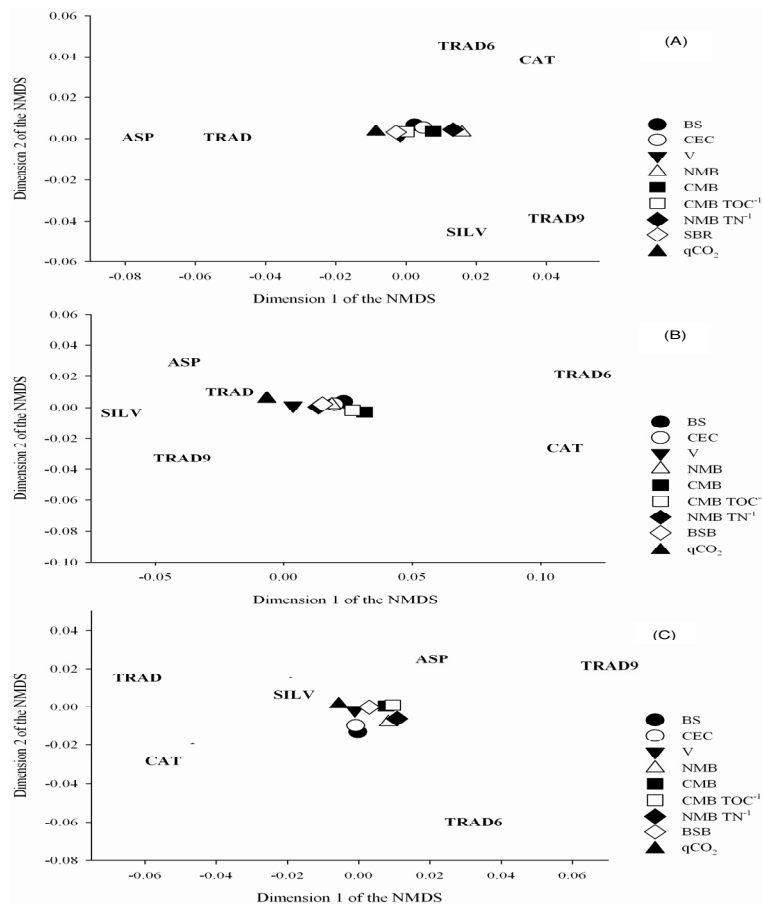 0.06
0.04
0.02
0.00
-0.02
-0.04
-0.06
Dimension 2 of the NMDS
TRAD6
CAT
ASP
TRAD
SILV
TRAD9
-0.08
-0.06
-0.04
-0.02
0.00
0.02
0.04
Dimension 1 of the NMDS
(A)
BS
CEC
V
NMB
CMB
CMB TOC⁻¹
NMB TN⁻¹
SBR
qCO₂
0.06
0.04
0.02
0.00
-0.02
-0.04
-0.06
-0.08
-0.10
Dimension 2 of the NMDS
ASP
TRAD
SILV
TRAD9
TRAD6
CAT
-0.05
0.00
0.05
0.10
Dimension 1 of the NMDS
(B)
BS
CEC
V
NMB
CMB
CMB TOC⁻
NMB TN⁻¹
BSB
qCO₂
0.04
0.02
0.00
-0.02
-0.04
-0.06
-0.08
Dimension 2 of the NMDS
TRAD
SILV
ASP
TRAD9
CAT
TRAD6
-0.06
-0.04
-0.02
0.00
0.02
0.04
0.06
Dimension 1 of the NMDS
(C)
BS
CEC
V
NMB
CMB
CMB TOC⁻¹
NMB TN⁻¹
BSB
qCO₂